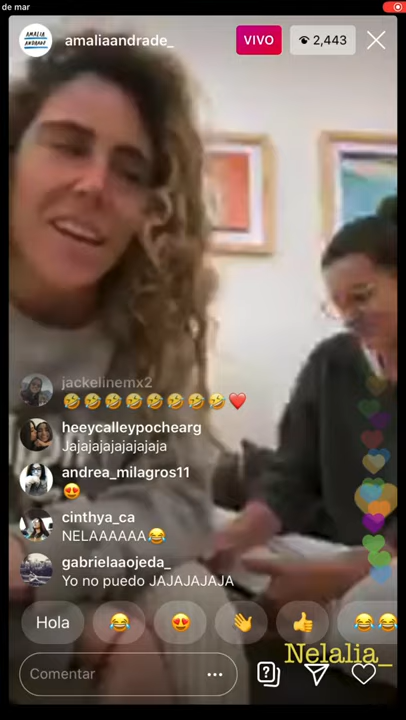 de mar
AMALIA
ANDRADE
amaliaandrade_
VIVO
2,443
jackelinemx2
🤣🤣🤣🤣🤣🤣🤣🤣❤️
heeycalleypochearg
Jajajajajajajaja
andrea_milagros11
😍
cinthya_ca
NELAAAAAA😂
gabrielaaojeda_
Yo no puedo JAJAJAJAJA
Hola
Nelalia_
Comentar